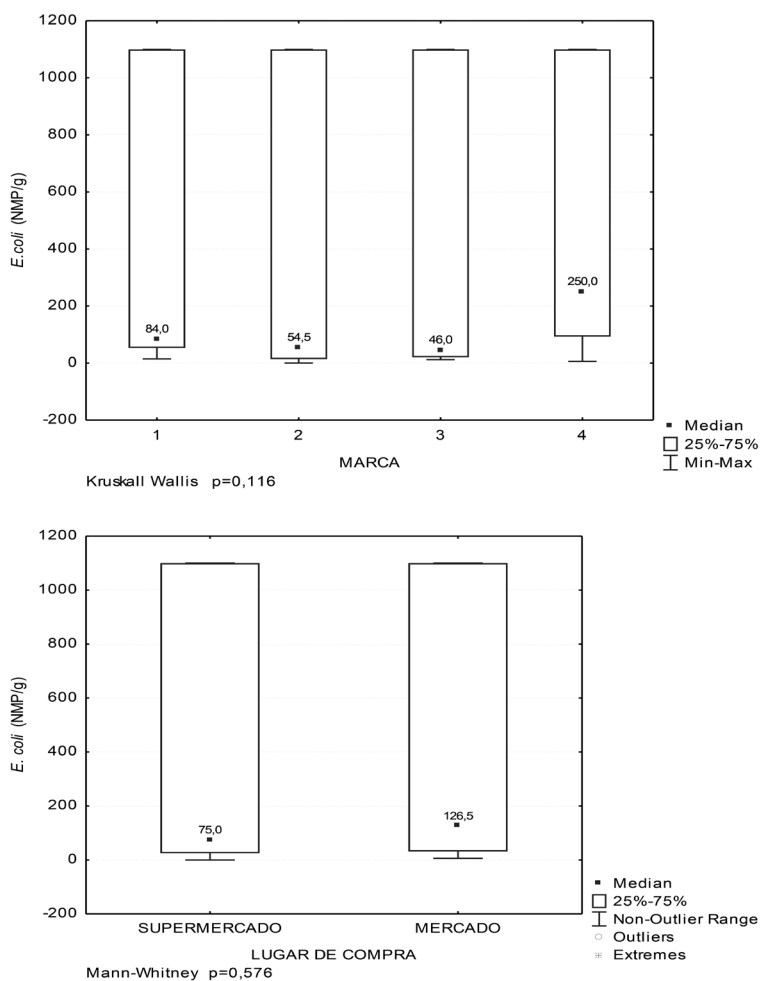 1200
1000
800
600
400
200
0
-200
E.coli (NMP/g)
84,0
54,5
46,0
250,0
1 2 3 4
MARCA
Kruskall Wallis p=0,116
Median
25%-75%
Min-Max
1200
1000
800
600
400
200
0
-200
E. coli (NMP/g)
75,0
126,5
SUPERMERCADO MERCADO
LUGAR DE COMPRA
Mann-Whitney p=0,576
Median
25%-75%
Non-Outlier Range
Outliers
Extremes